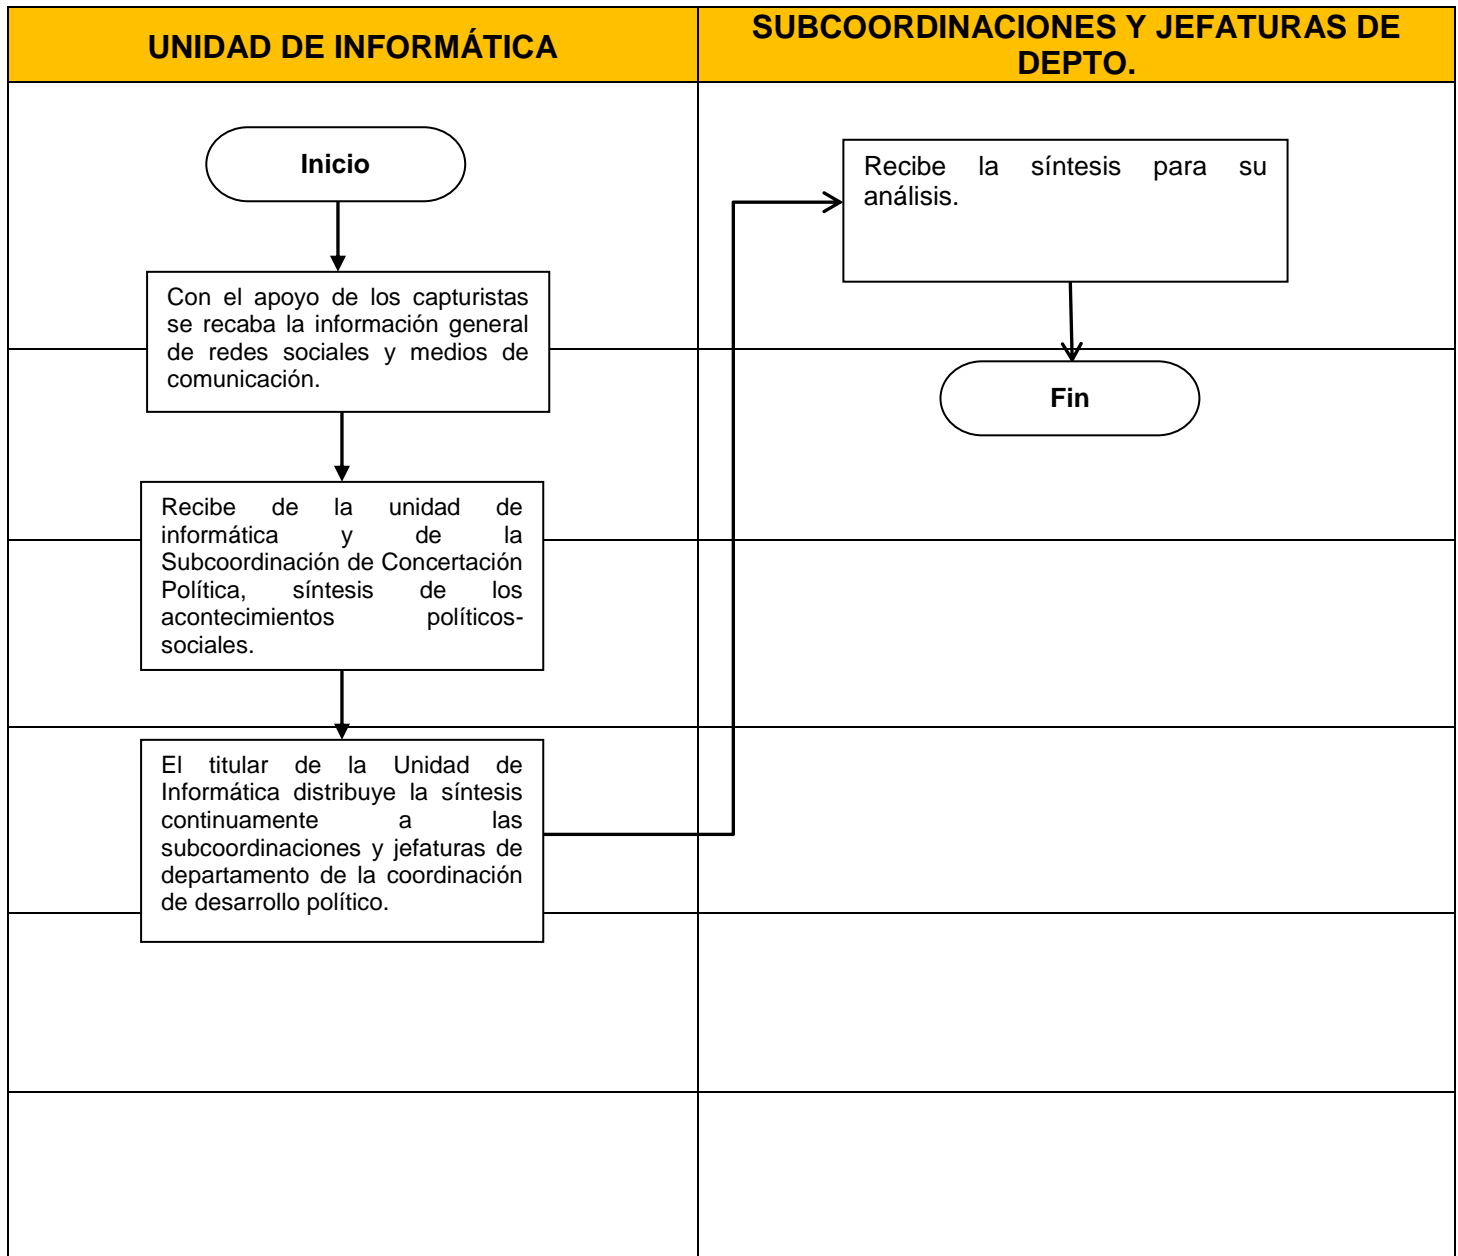 UNIDAD DE INFORMÁTICA
SUBCOORDINACIONES Y JEFATURAS DE
DEPTO.
Inicio
Con el apoyo de los capturistas
se recaba la información general
de redes sociales y medios de
comunicación.
Recibe de la unidad de
informática y de la
Subcoordinación de Concertación
Política, síntesis de los
acontecimientos políticos-
sociales.
El titular de la Unidad de
Informática distribuye la síntesis
continuamente a las
subcoordinaciones y jefaturas de
departamento de la coordinación
de desarrollo político.
Recibe la síntesis para su
análisis.
Fin